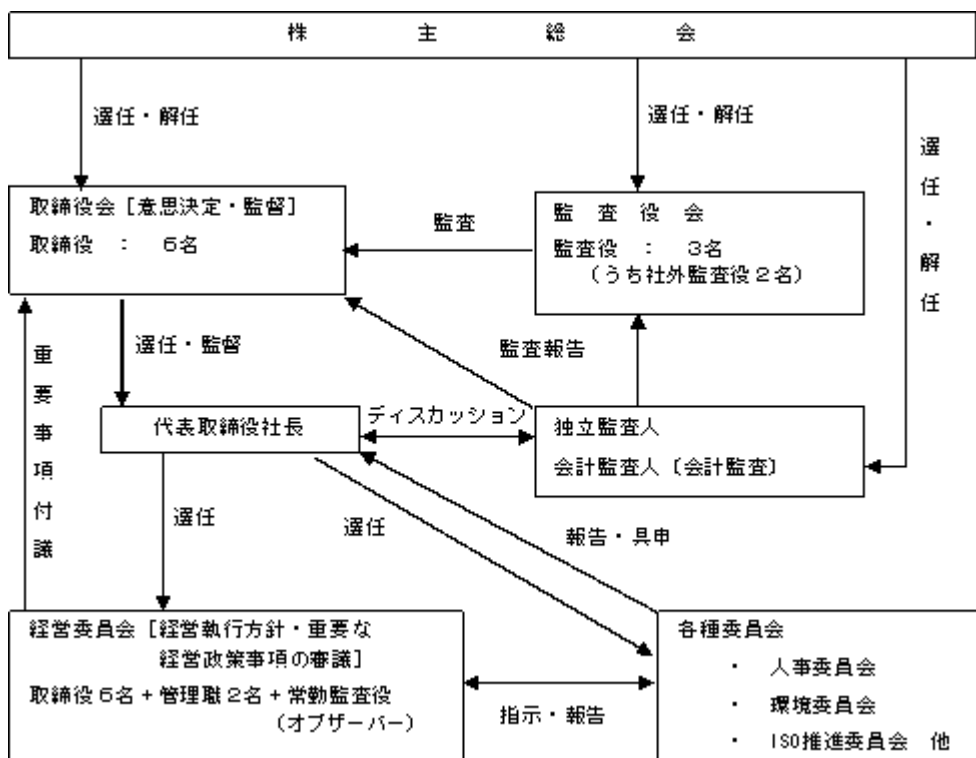 株主総会
選任・解任
選任・解任
選任・解任
取締役会［意思決定・監督］
取締役　：　6名
監査
監査役会
監査役　：　3名
（うち社外監査役２名）
重要事項付議
選任・監督
監査報告
代表取締役社長
ディスカッション
独立監査人
会計監査人〔会計監査〕
選任
選任
報告・具申
経営委員会［経営執行方針・重要な
経営政策事項の審議］
取締役６名＋管理職２名＋常勤監査役
（オブザーバー）
指示・報告
各種委員会
・　人事委員会
・　環境委員会
・　ISO推進委員会　他